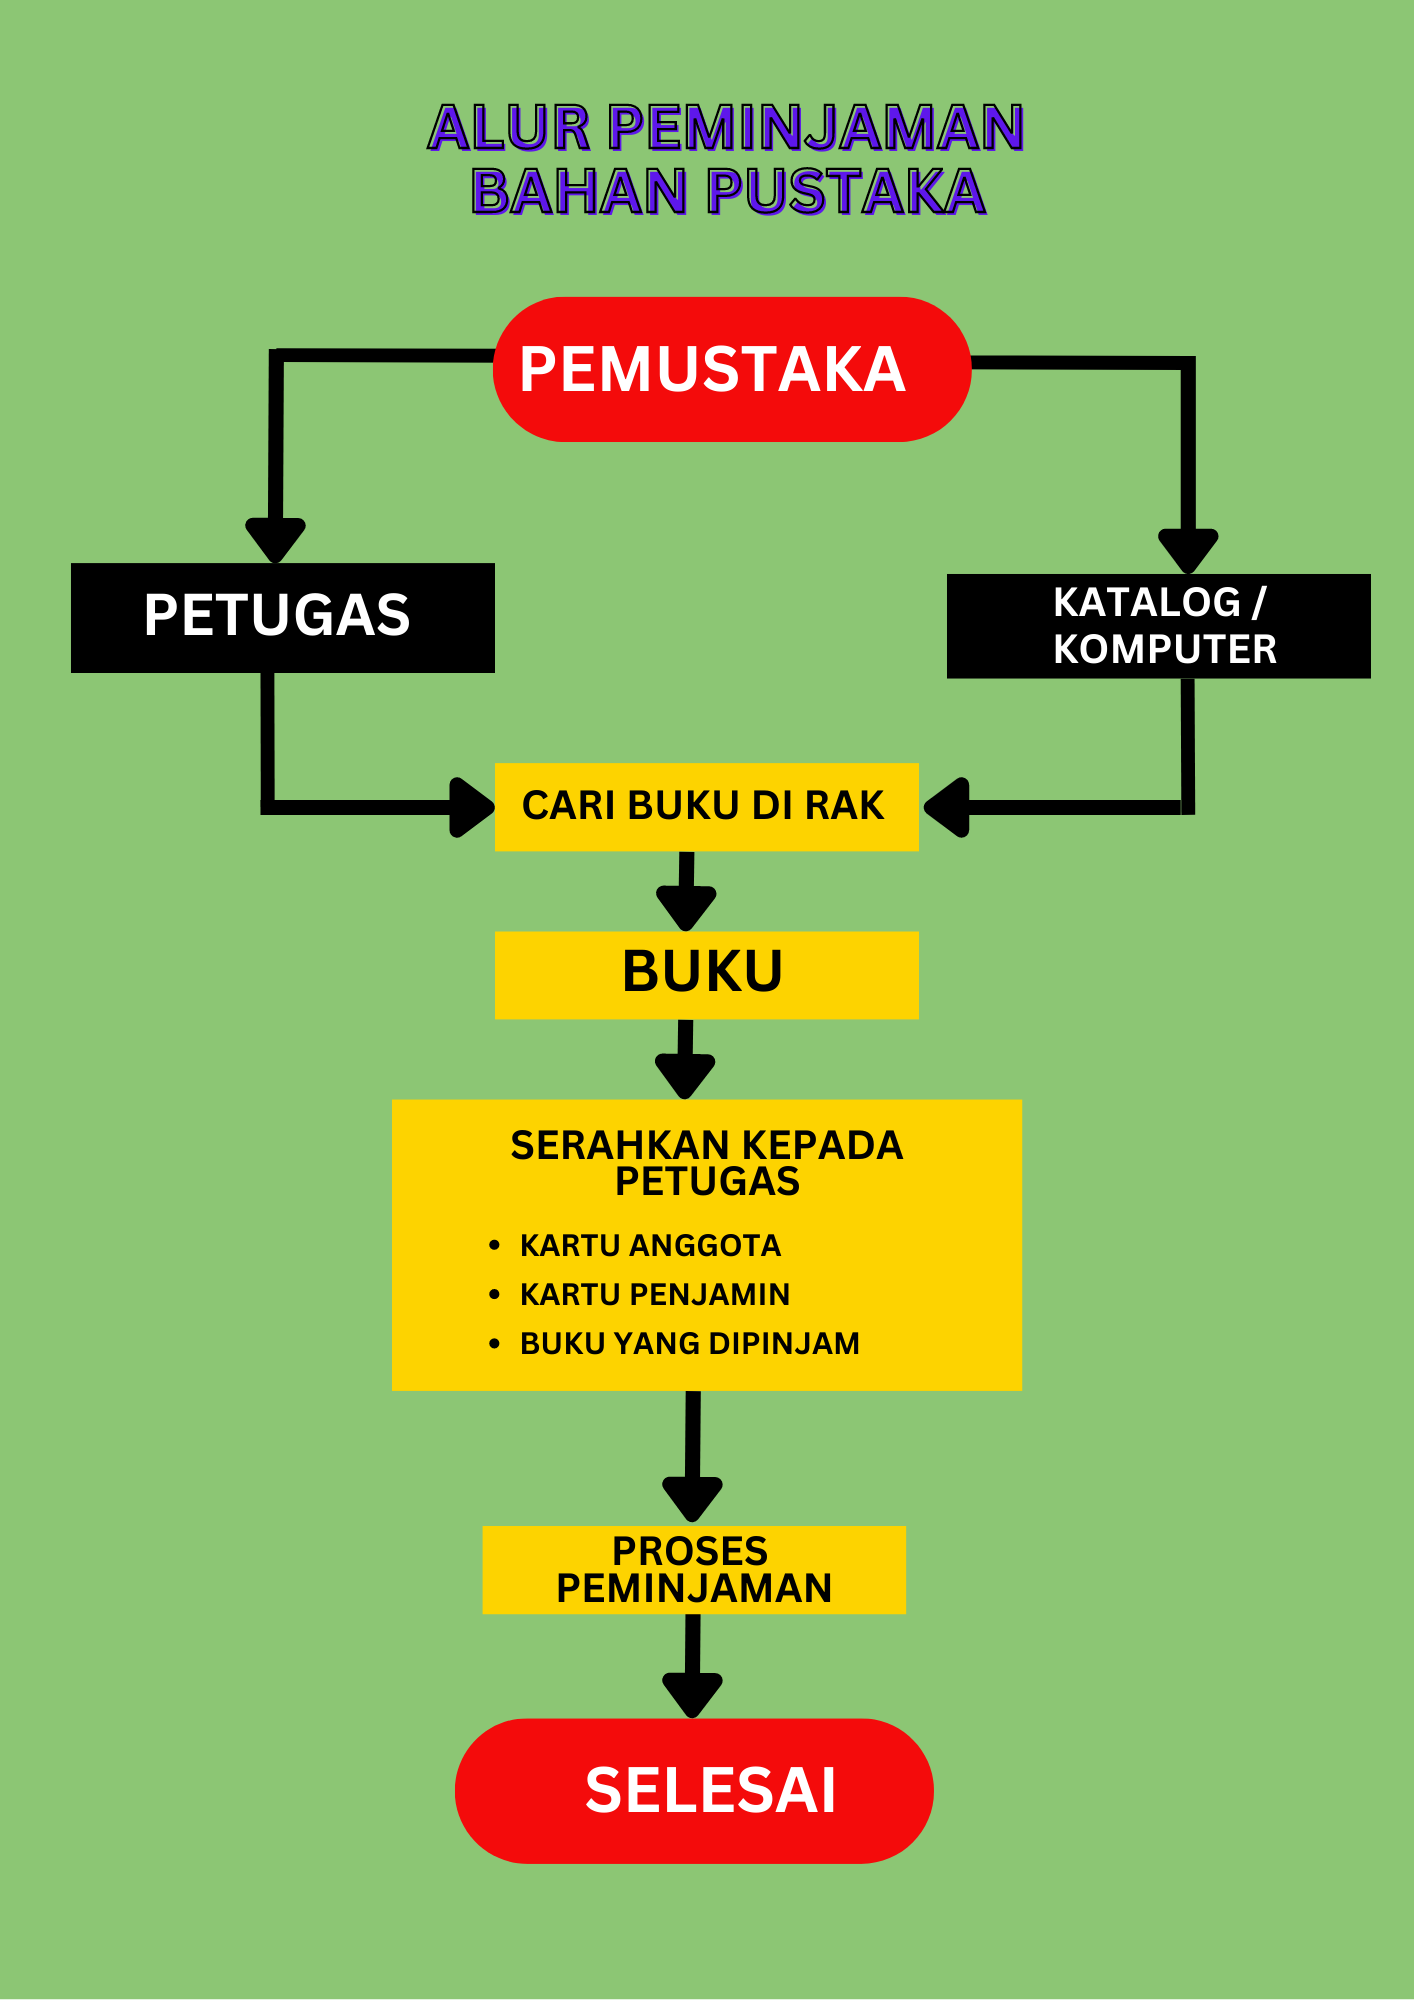 ALUR PEMINJAMAN
BAHAN PUSTAKA
PEMUSTAKA
PETUGAS
KATALOG /
KOMPUTER
CARI BUKU DI RAK
BUKU
SERAHKAN KEPADA
PETUGAS
• KARTU ANGGOTA
• KARTU PENJAMIN
• BUKU YANG DIPINJAM
PROSES
PEMINJAMAN
SELESAI